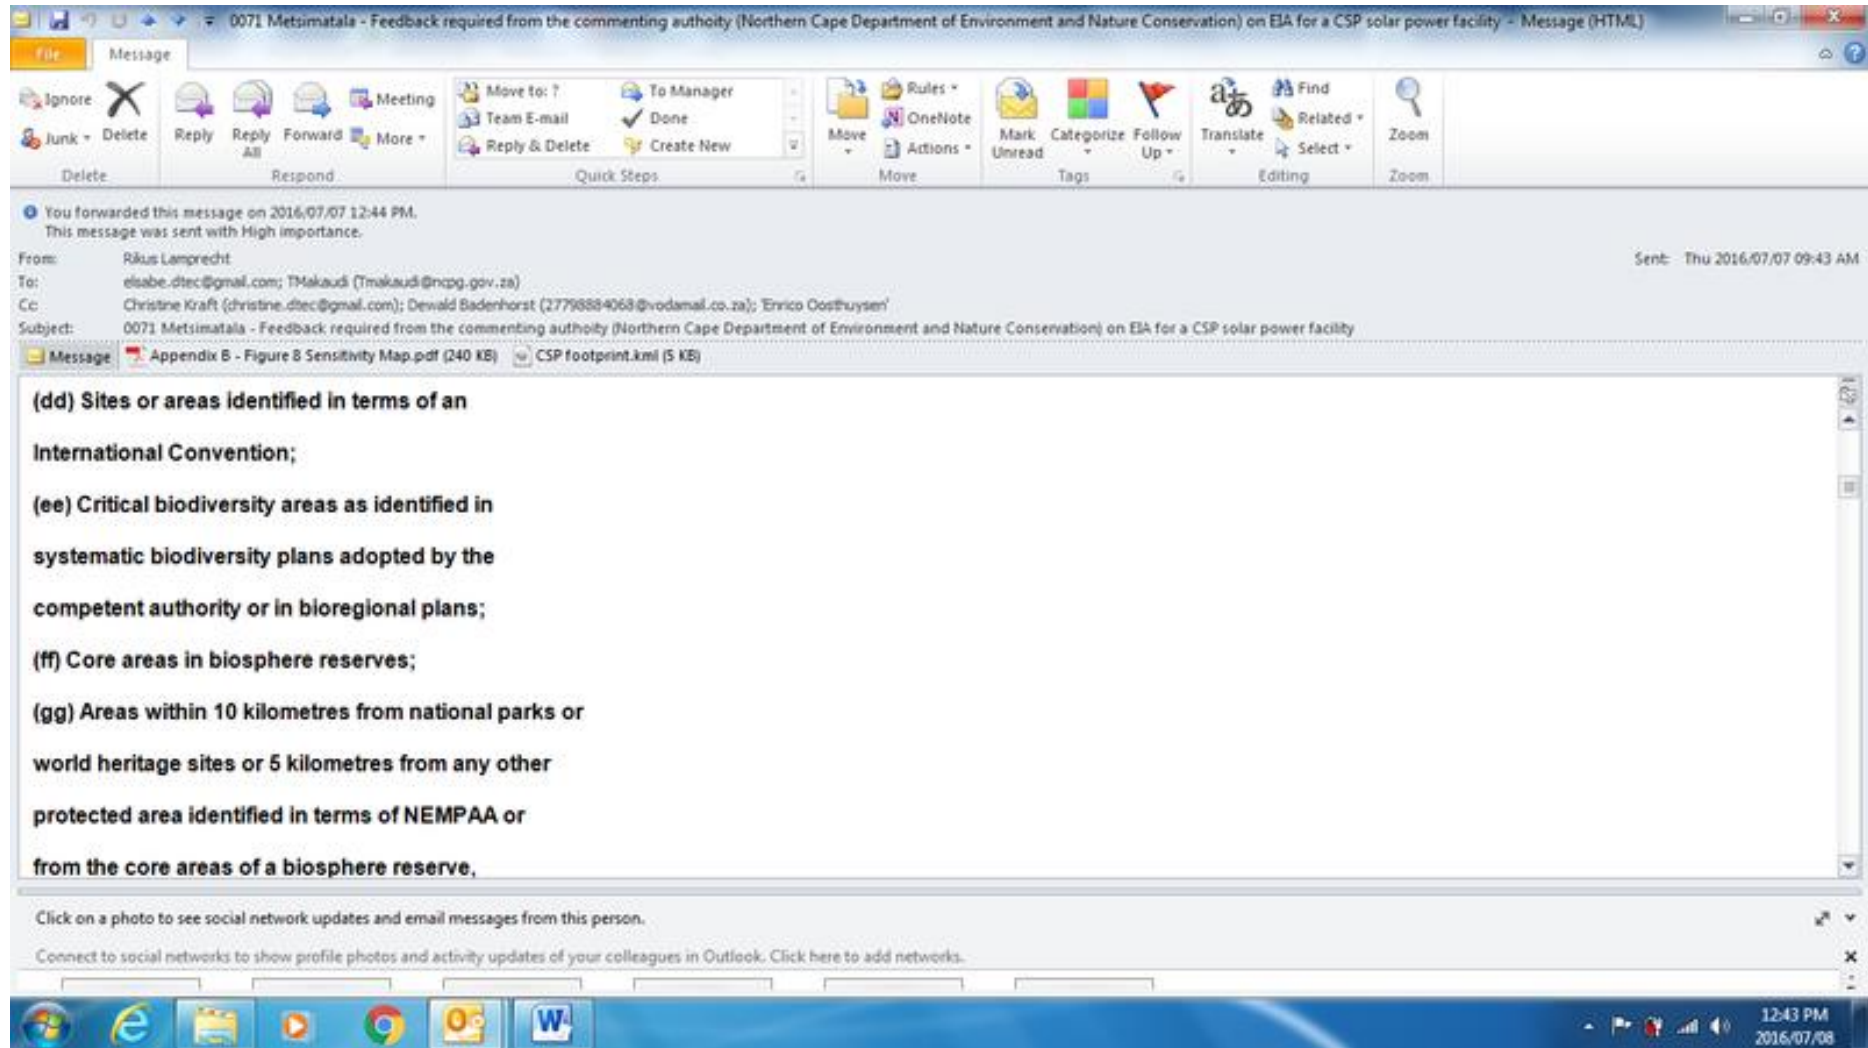 0071 Metsimatala - Feedback required from the commenting authoity (Northern Cape Department of Environment and Nature Conservation) on EIA for a CSP solar power facility - Message (HTML)
File Message
Ignore
Junk
Delete
Reply
Reply All
Forward
Meeting
More
Move to: ?
Team E-mail
Reply & Delete
To Manager
Done
Create New
Move
Rules
OneNote
Actions
Mark Unread
Categorize
Follow Up
Translate
Find
Related
Select
Zoom
Delete Respond Quick Steps Move Tags Editing Zoom
You forwarded this message on 2016/07/07 12:44 PM.
This message was sent with High importance.
From: Rikus Lamprecht Sent: Thu 2016/07/07 09:43 AM
To: elsabe.dtec@gmail.com; TMakaudi (Tmakaudi@ncpg.gov.za)
Cc: Christine Kraft (christine.dtec@gmail.com); Dewald Badenhorst (27798884068@vodamail.co.za); 'Enrico Oosthuysen'
Subject: 0071 Metsimatala - Feedback required from the commenting authoity (Northern Cape Department of Environment and Nature Conservation) on EIA for a CSP solar power facility
Message Appendix B - Figure 8 Sensitivity Map.pdf (240 KB) CSP footprint.kml (5 KB)
(dd) Sites or areas identified in terms of an
International Convention;
(ee) Critical biodiversity areas as identified in
systematic biodiversity plans adopted by the
competent authority or in bioregional plans;
(ff) Core areas in biosphere reserves;
(gg) Areas within 10 kilometres from national parks or
world heritage sites or 5 kilometres from any other
protected area identified in terms of NEMPAA or
from the core areas of a biosphere reserve,
Click on a photo to see social network updates and email messages from this person.
Connect to social networks to show profile photos and activity updates of your colleagues in Outlook. Click here to add networks.
12:43 PM
2016/07/08